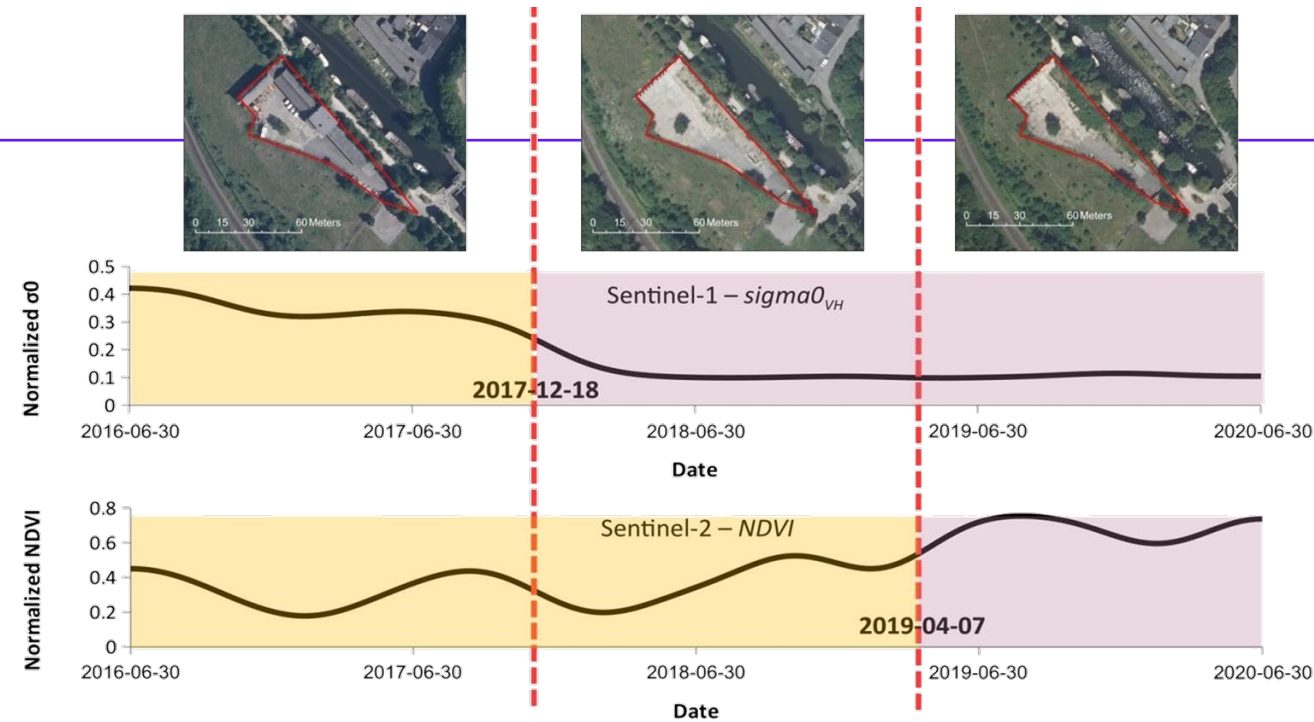 0 15 30 60 Meters
0 15 30 60 Meters
0 15 30 60 Meters
Normalized σ0
0.5
0.4
0.3
0.2
0.1
0
Sentinel-1 – sigma0VH
2017-12-18
2016-06-30 2017-06-30 2018-06-30 2019-06-30 2020-06-30
Date
Normalized NDVI
0.8
0.6
0.4
0.2
0
Sentinel-2 – NDVI
2019-04-07
2016-06-30 2017-06-30 2018-06-30 2019-06-30 2020-06-30
Date